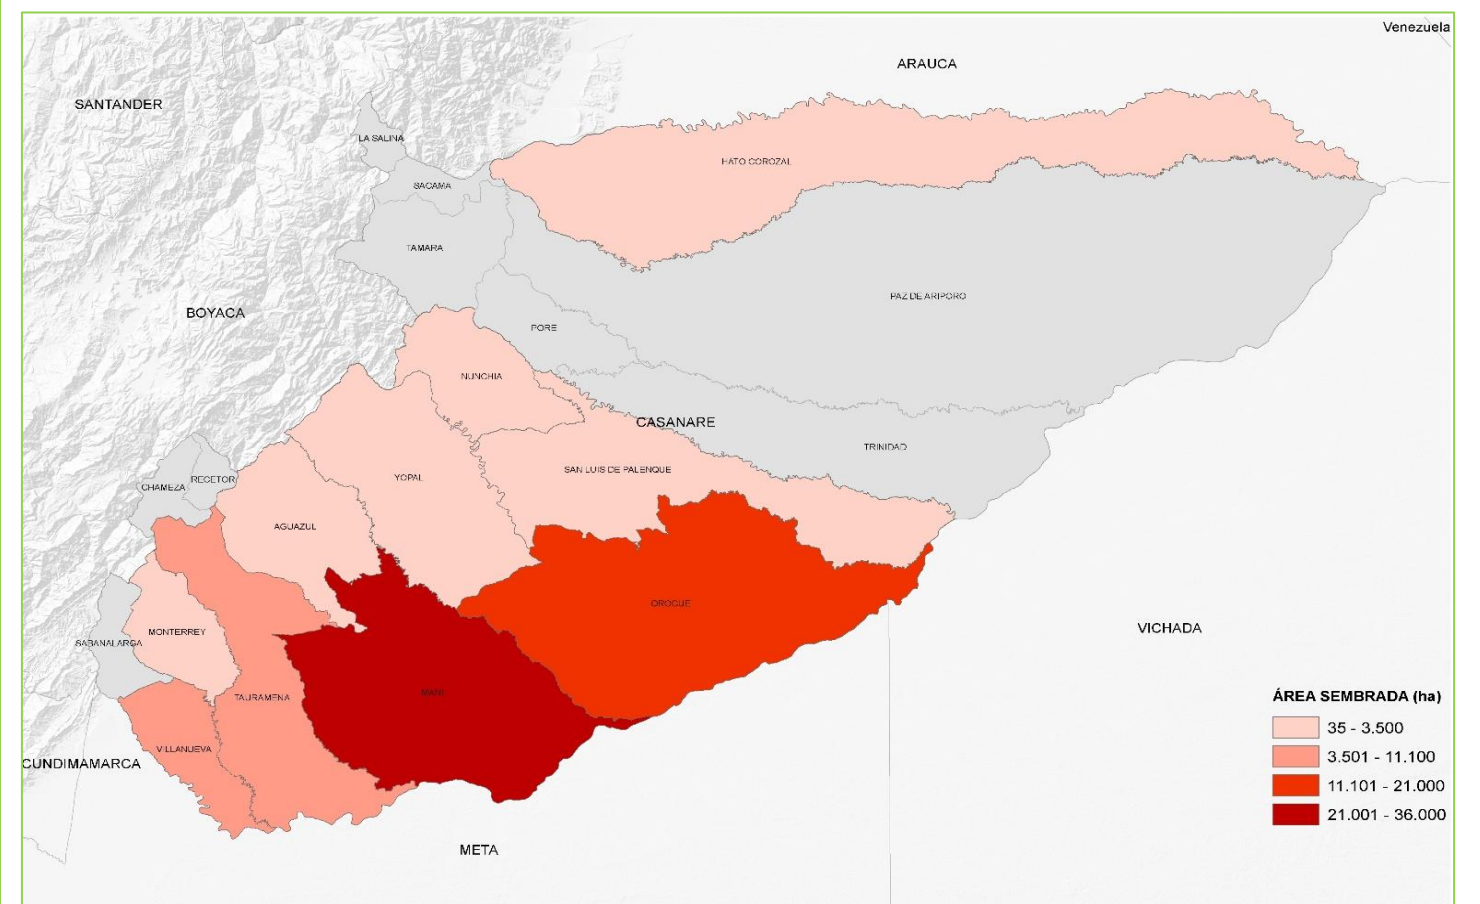 Venezuela
ARAUCA
SANTANDER
LA SALINA
HATO COROZAL
SACAMA
TAMARA
PAZ DE ARIPORO
BOYACA
PORE
NUNCHIA
CASANARE
TRINIDAD
SAN LUIS DE PALENQUE
YOPAL
RECETOR
CHAMEZA
AGUAZUL
OROCUE
VICHADA
MONTERREY
SABANALARGA
MANI
TAURAMENA
VILLANUEVA
CUNDIMAMARCA
META
ÁREA SEMBRADA (ha)
35 - 3.500
3.501 - 11.100
11.101 - 21.000
21.001 - 36.000